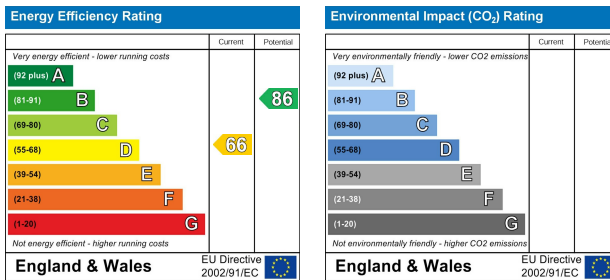 Energy Efficiency Rating
Current Potential
Very energy efficient - lower running costs
(92 plus) A
(81-91) B
86
(69-80) C
(55-68) D
66
(39-54) E
(21-38) F
(1-20) G
Not energy efficient - higher running costs
England & Wales
EU Directive
2002/91/EC
Environmental Impact (CO2) Rating
Current Potential
Very environmentally friendly - lower CO2 emissions
(92 plus) A
(81-91) B
(69-80) C
(55-68) D
(39-54) E
(21-38) F
(1-20) G
Not environmentally friendly - higher CO2 emissions
England & Wales
EU Directive
2002/91/EC